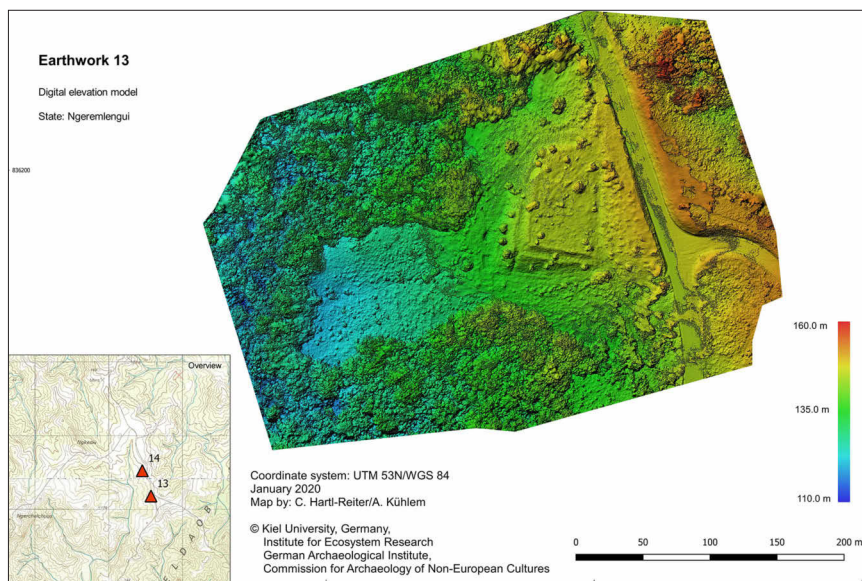 Earthwork 13
Digital elevation model
State: Ngeremlengui
836200
160.0 m
135.0 m
110.0 m
Overview
14
13
Coordinate system: UTM 53N/WGS 84
January 2020
Map by: C. Hartl-Reiter/A. Kühlem
© Kiel University, Germany,
Institute for Ecosystem Research
German Archaeological Institute,
Commission for Archaeology of Non-European Cultures
0 50 100 150 200 m